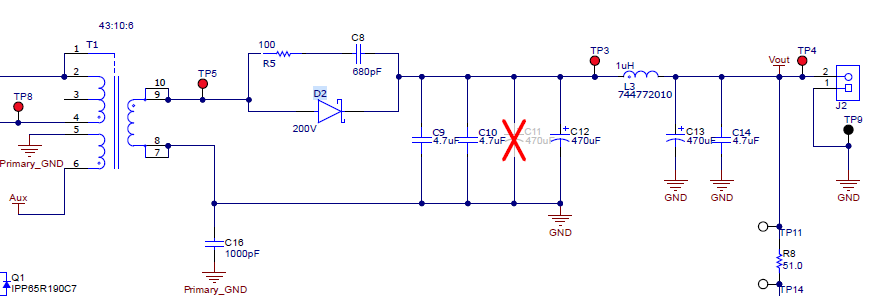 43:10:6
T1
1
2
3
4
5
6
10
9
8
7
TP8
Primary_GND
Aux
Q1
IPP65R190C7
TP5
100
R5
C8
680pF
D2
200V
C16
1000pF
Primary_GND
C9
4.7uF
C10
4.7uF
C11
470uF
C12
470uF
GND
TP3
1uH
L3
744772010
C13
470uF
GND
C14
4.7uF
GND
Vout
TP4
2
1
J2
TP9
GND
TP11
R8
51.0
TP14